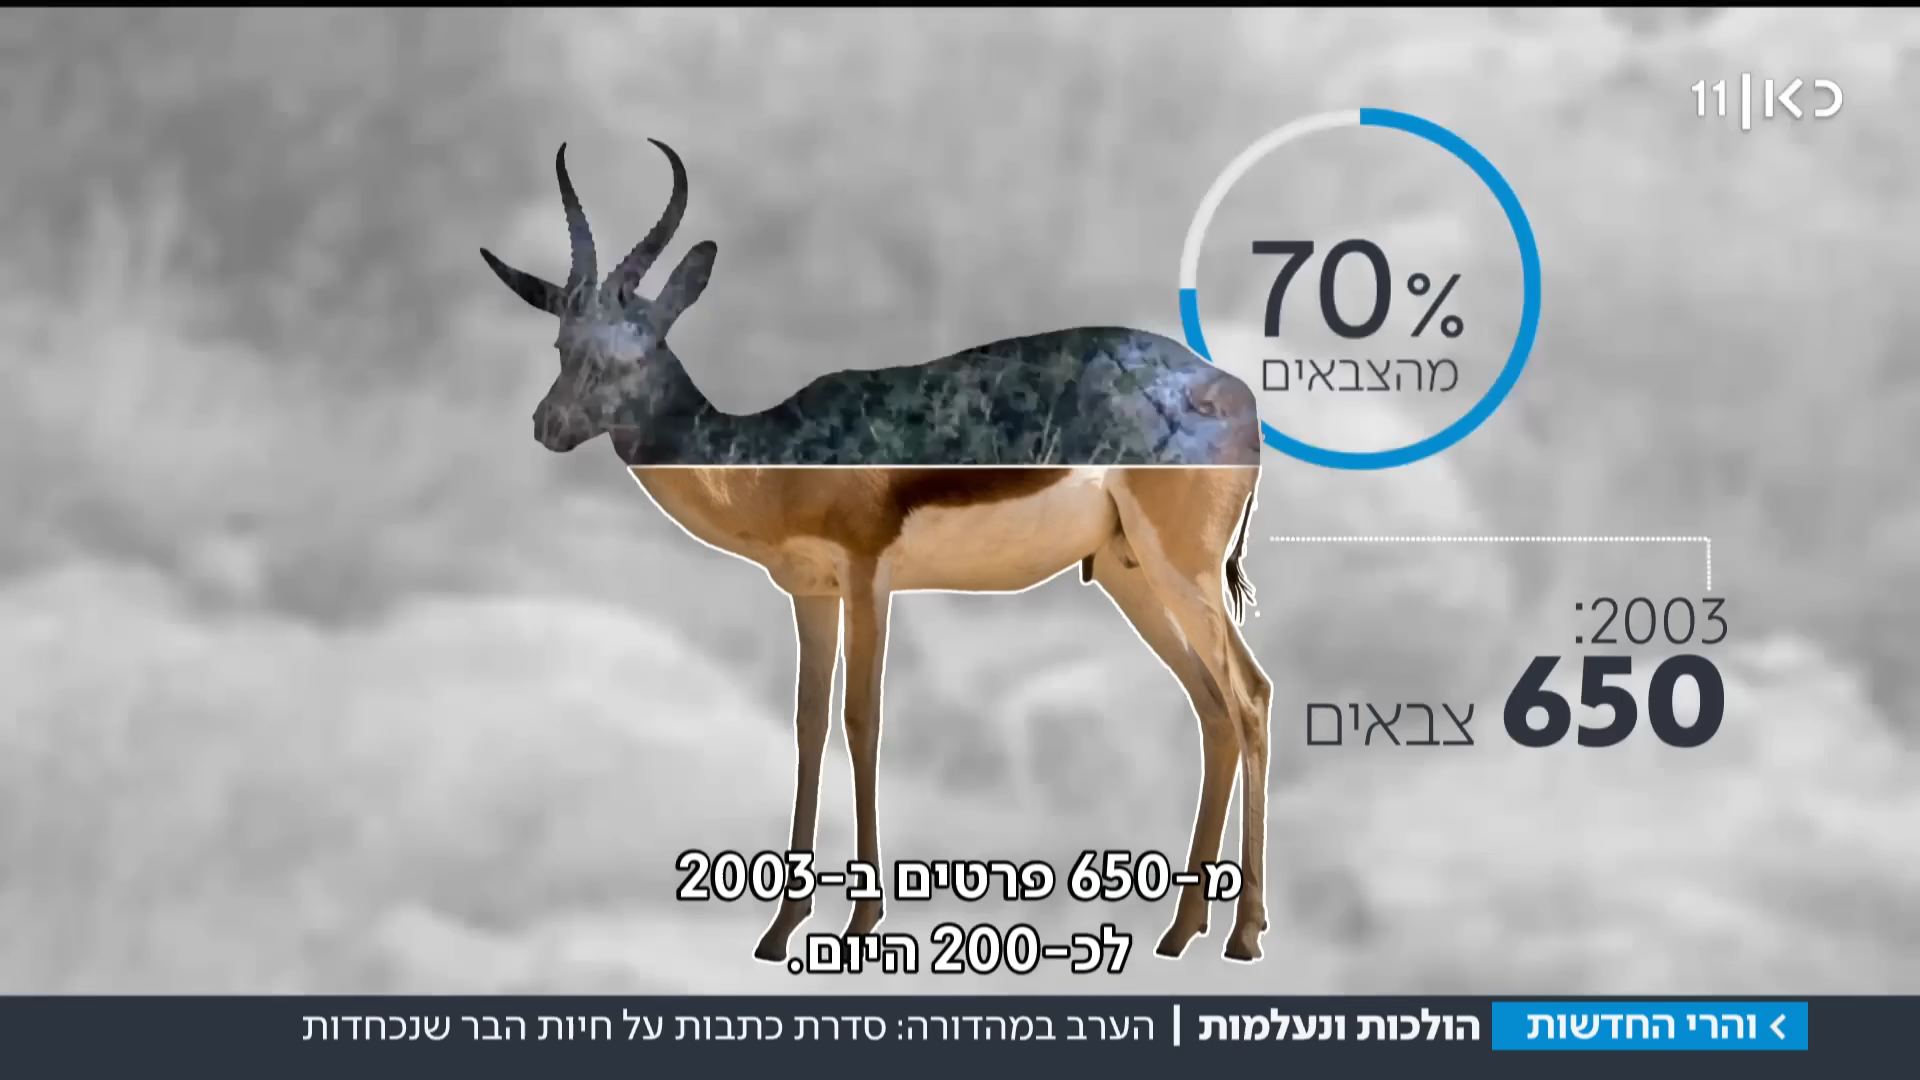 כאן 11
70%
מהצבאים
2003:
650 צבאים
מ-650 פרטים ב-2003
לכ-200 היום.
והרי החדשות הולכות ונעלמות | הערב במהדורה: סדרת כתבות על חיות הבר שנכחדות